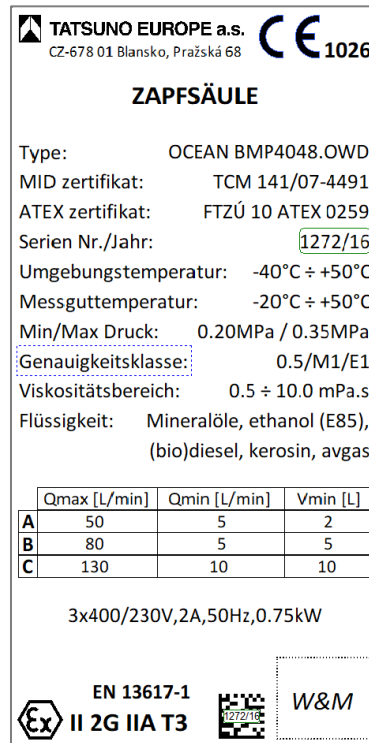 TATSUNO EUROPE a.s.
CZ-678 01 Blansko, Pražská 68
CE 1026
ZAPFSÄULE
Type: OCEAN BMP4048.OWD
MID zertifikat: TCM 141/07-4491
ATEX zertifikat: FTZÚ 10 ATEX 0259
Serien Nr./Jahr: 1272/16
Umgebungstemperatur: -40°C ÷ +50°C
Messguttemperatur: -20°C ÷ +50°C
Min/Max Druck: 0.20MPa / 0.35MPa
Genauigkeitsklasse: 0.5/M1/E1
Viskositätsbereich: 0.5 ÷ 10.0 mPa.s
Flüssigkeit: Mineralöle, ethanol (E85),
(bio)diesel, kerosin, avgas
Qmax [L/min] Qmin [L/min] Vmin [L]
A 50 5 2
B 80 5 5
C 130 10 10
3x400/230V,2A,50Hz,0.75kW
EN 13617-1
Ex II 2G IIA T3
1272/16
W&M